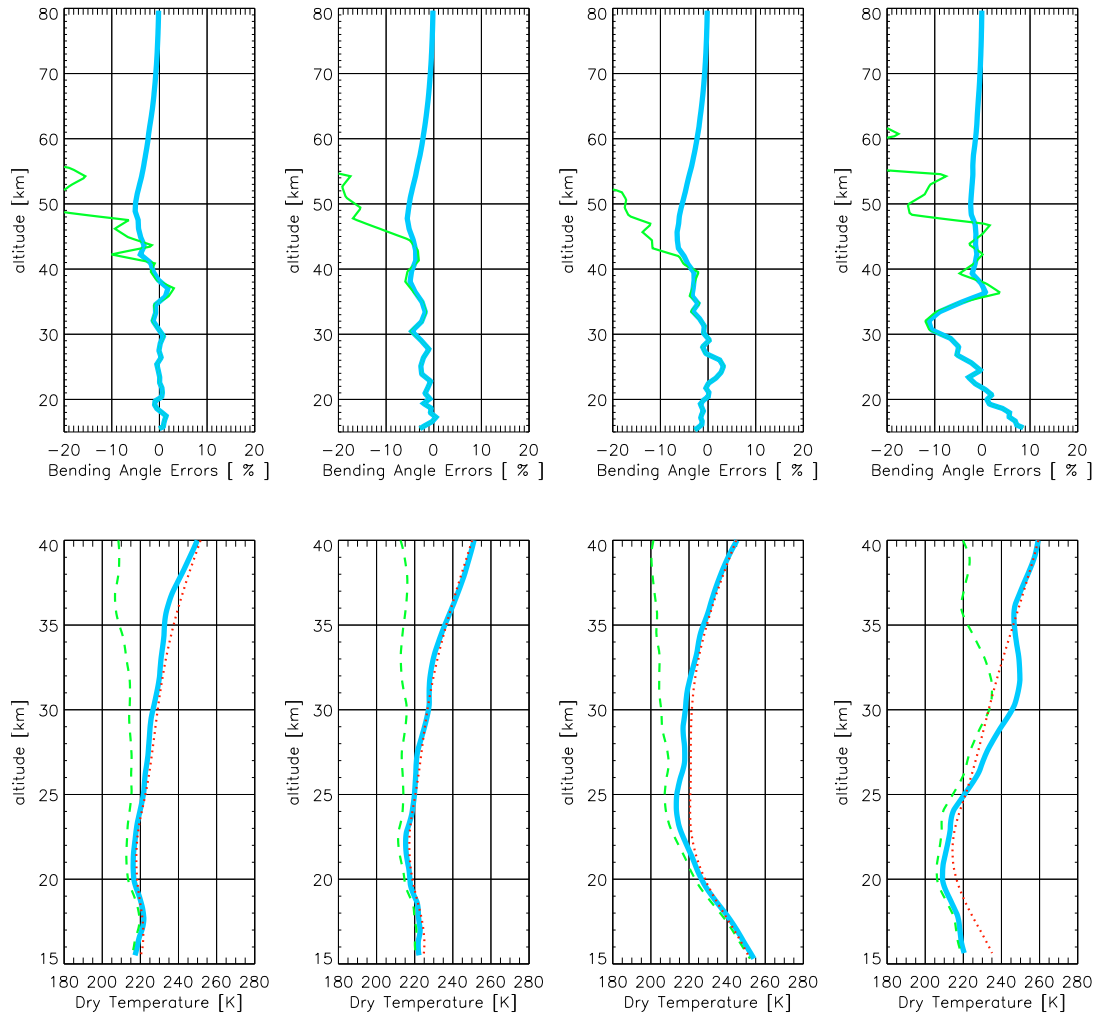 80 80 80 80
70 70 70 70
60 60 60 60
50 50 50 50
40 40 40 40
30 30 30 30
20 20 20 20
altitude [km] altitude [km] altitude [km] altitude [km]
-20 -10 0 10 20 -20 -10 0 10 20 -20 -10 0 10 20 -20 -10 0 10 20
Bending Angle Errors [ % ] Bending Angle Errors [ % ] Bending Angle Errors [ % ] Bending Angle Errors [ % ]
40 40 40 40
35 35 35 35
30 30 30 30
25 25 25 25
20 20 20 20
15 15 15 15
altitude [km] altitude [km] altitude [km] altitude [km]
180 200 220 240 260 280 180 200 220 240 260 280 180 200 220 240 260 280 180 200 220 240 260 280
Dry Temperature [K] Dry Temperature [K] Dry Temperature [K] Dry Temperature [K]